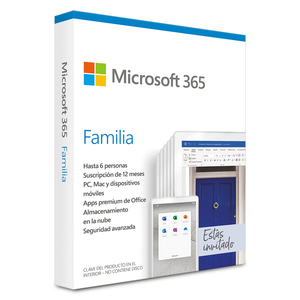 Microsoft 365
Familia
Hasta 6 personas
Suscripción de 12 meses
PC, Mac y dispositivos
móviles
Apps premium de Office
Almacenamiento
en la nube
Seguridad avanzada
CLAVE DEL PRODUCTO EN EL
INTERIOR – NO CONTIENE DISCO
Estás
invitado
Microsoft 365 Familia